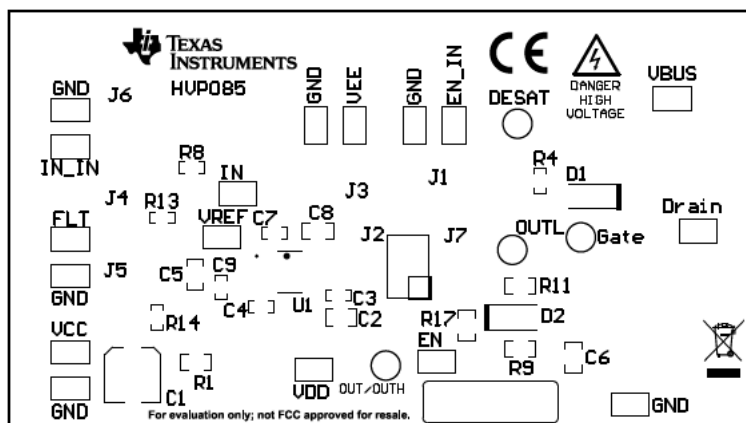 TEXAS
INSTRUMENTS
HVP085
CE
DANGER
HIGH
VOLTAGE
VBUS
GND
J6
IN_IN
GND
VEE
GND
EN_IN
DESAT
R8
IN
R4
D1
J4
R13
J3
J1
FLT
VREF
C7
C8
J2
J7
OUTL
Gate
Drain
J5
GND
C5
C9
C4
U1
C3
C2
R11
R14
R17
D2
VCC
GND
C1
R1
VDD
OUT/OUTH
EN
R9
C6
GND
For evaluation only; not FCC approved for resale.